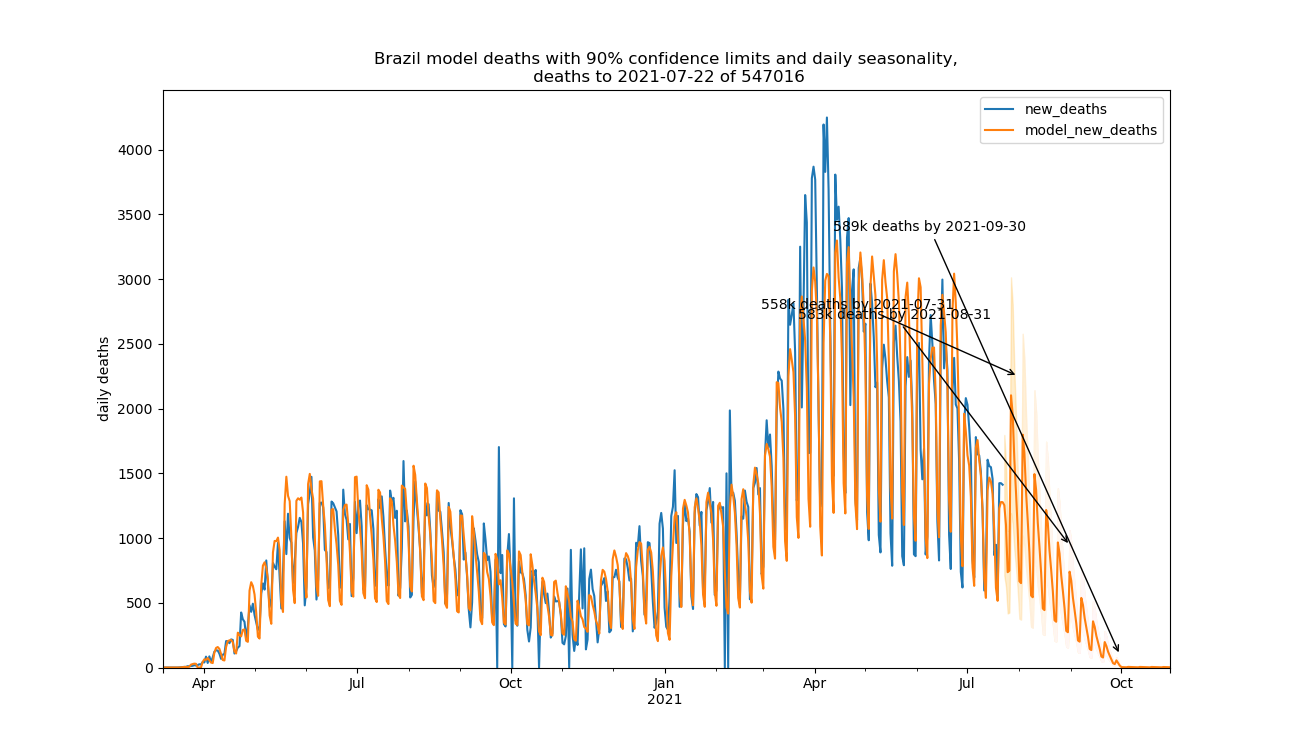 Brazil model deaths with 90% confidence limits and daily seasonality,
deaths to 2021-07-22 of 547016
new_deaths
model_new_deaths
4000
3500
3000
2500
2000
1500
1000
500
0
daily deaths
589k deaths by 2021-09-30
558k deaths by 2021-07-31
583k deaths by 2021-08-31
Apr
Jul
Oct
Jan
2021
Apr
Jul
Oct